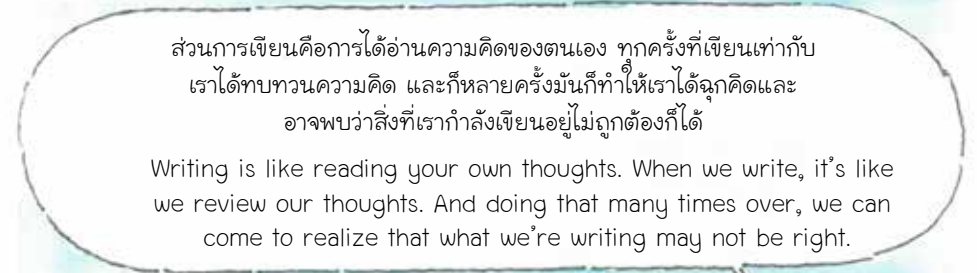 ส่วนการเขียนคือการได้อ่านความคิดของตนเอง ทุกครั้งที่เขียนเท่ากับ
เราได้ทบทวนความคิด และก็หลายครั้งมันก็ทำให้เราได้ฉุกคิดและ
อาจพบว่าสิ่งที่เรากำลังเขียนอยู่ไม่ถูกต้องก็ได้
Writing is like reading your own thoughts. When we write, it's like
we review our thoughts. And doing that many times over, we can
come to realize that what we're writing may not be right.